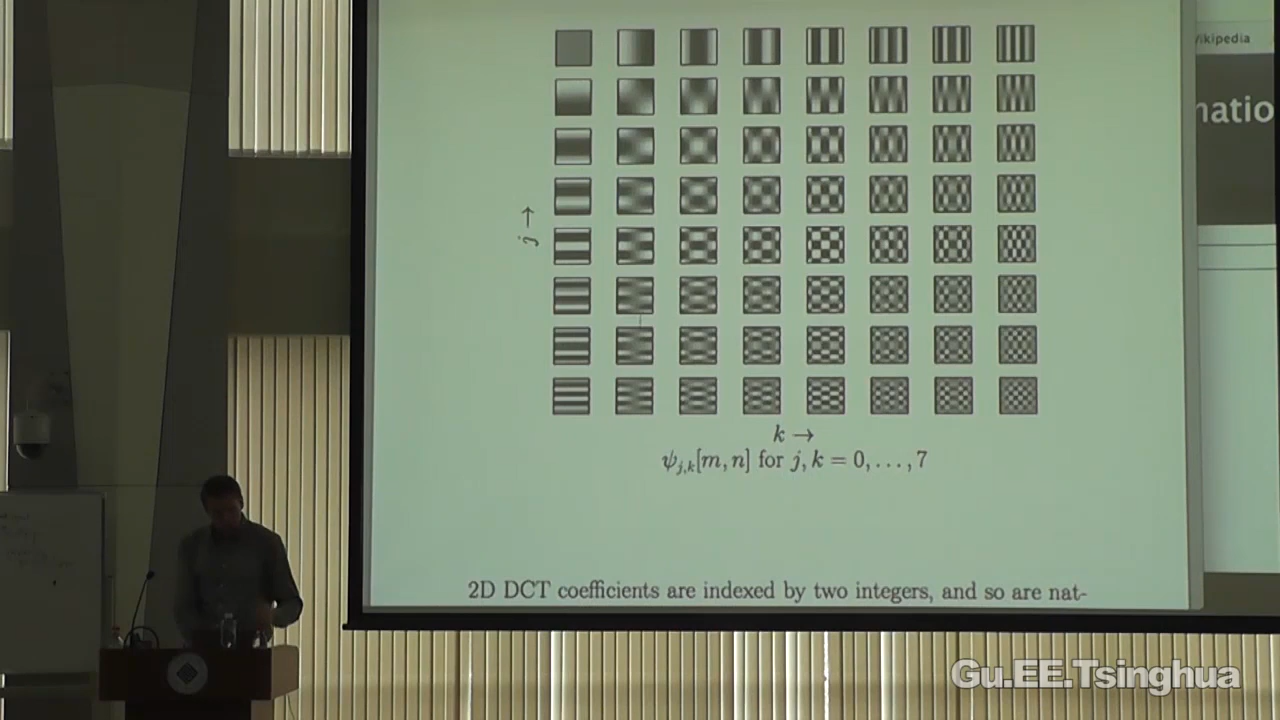 Wikipedia
natio
j →
k →
ψj,k[m, n] for j, k = 0, . . . , 7
2D DCT coefficients are indexed by two integers, and so are nat-
Gu.EE.Tsinghua